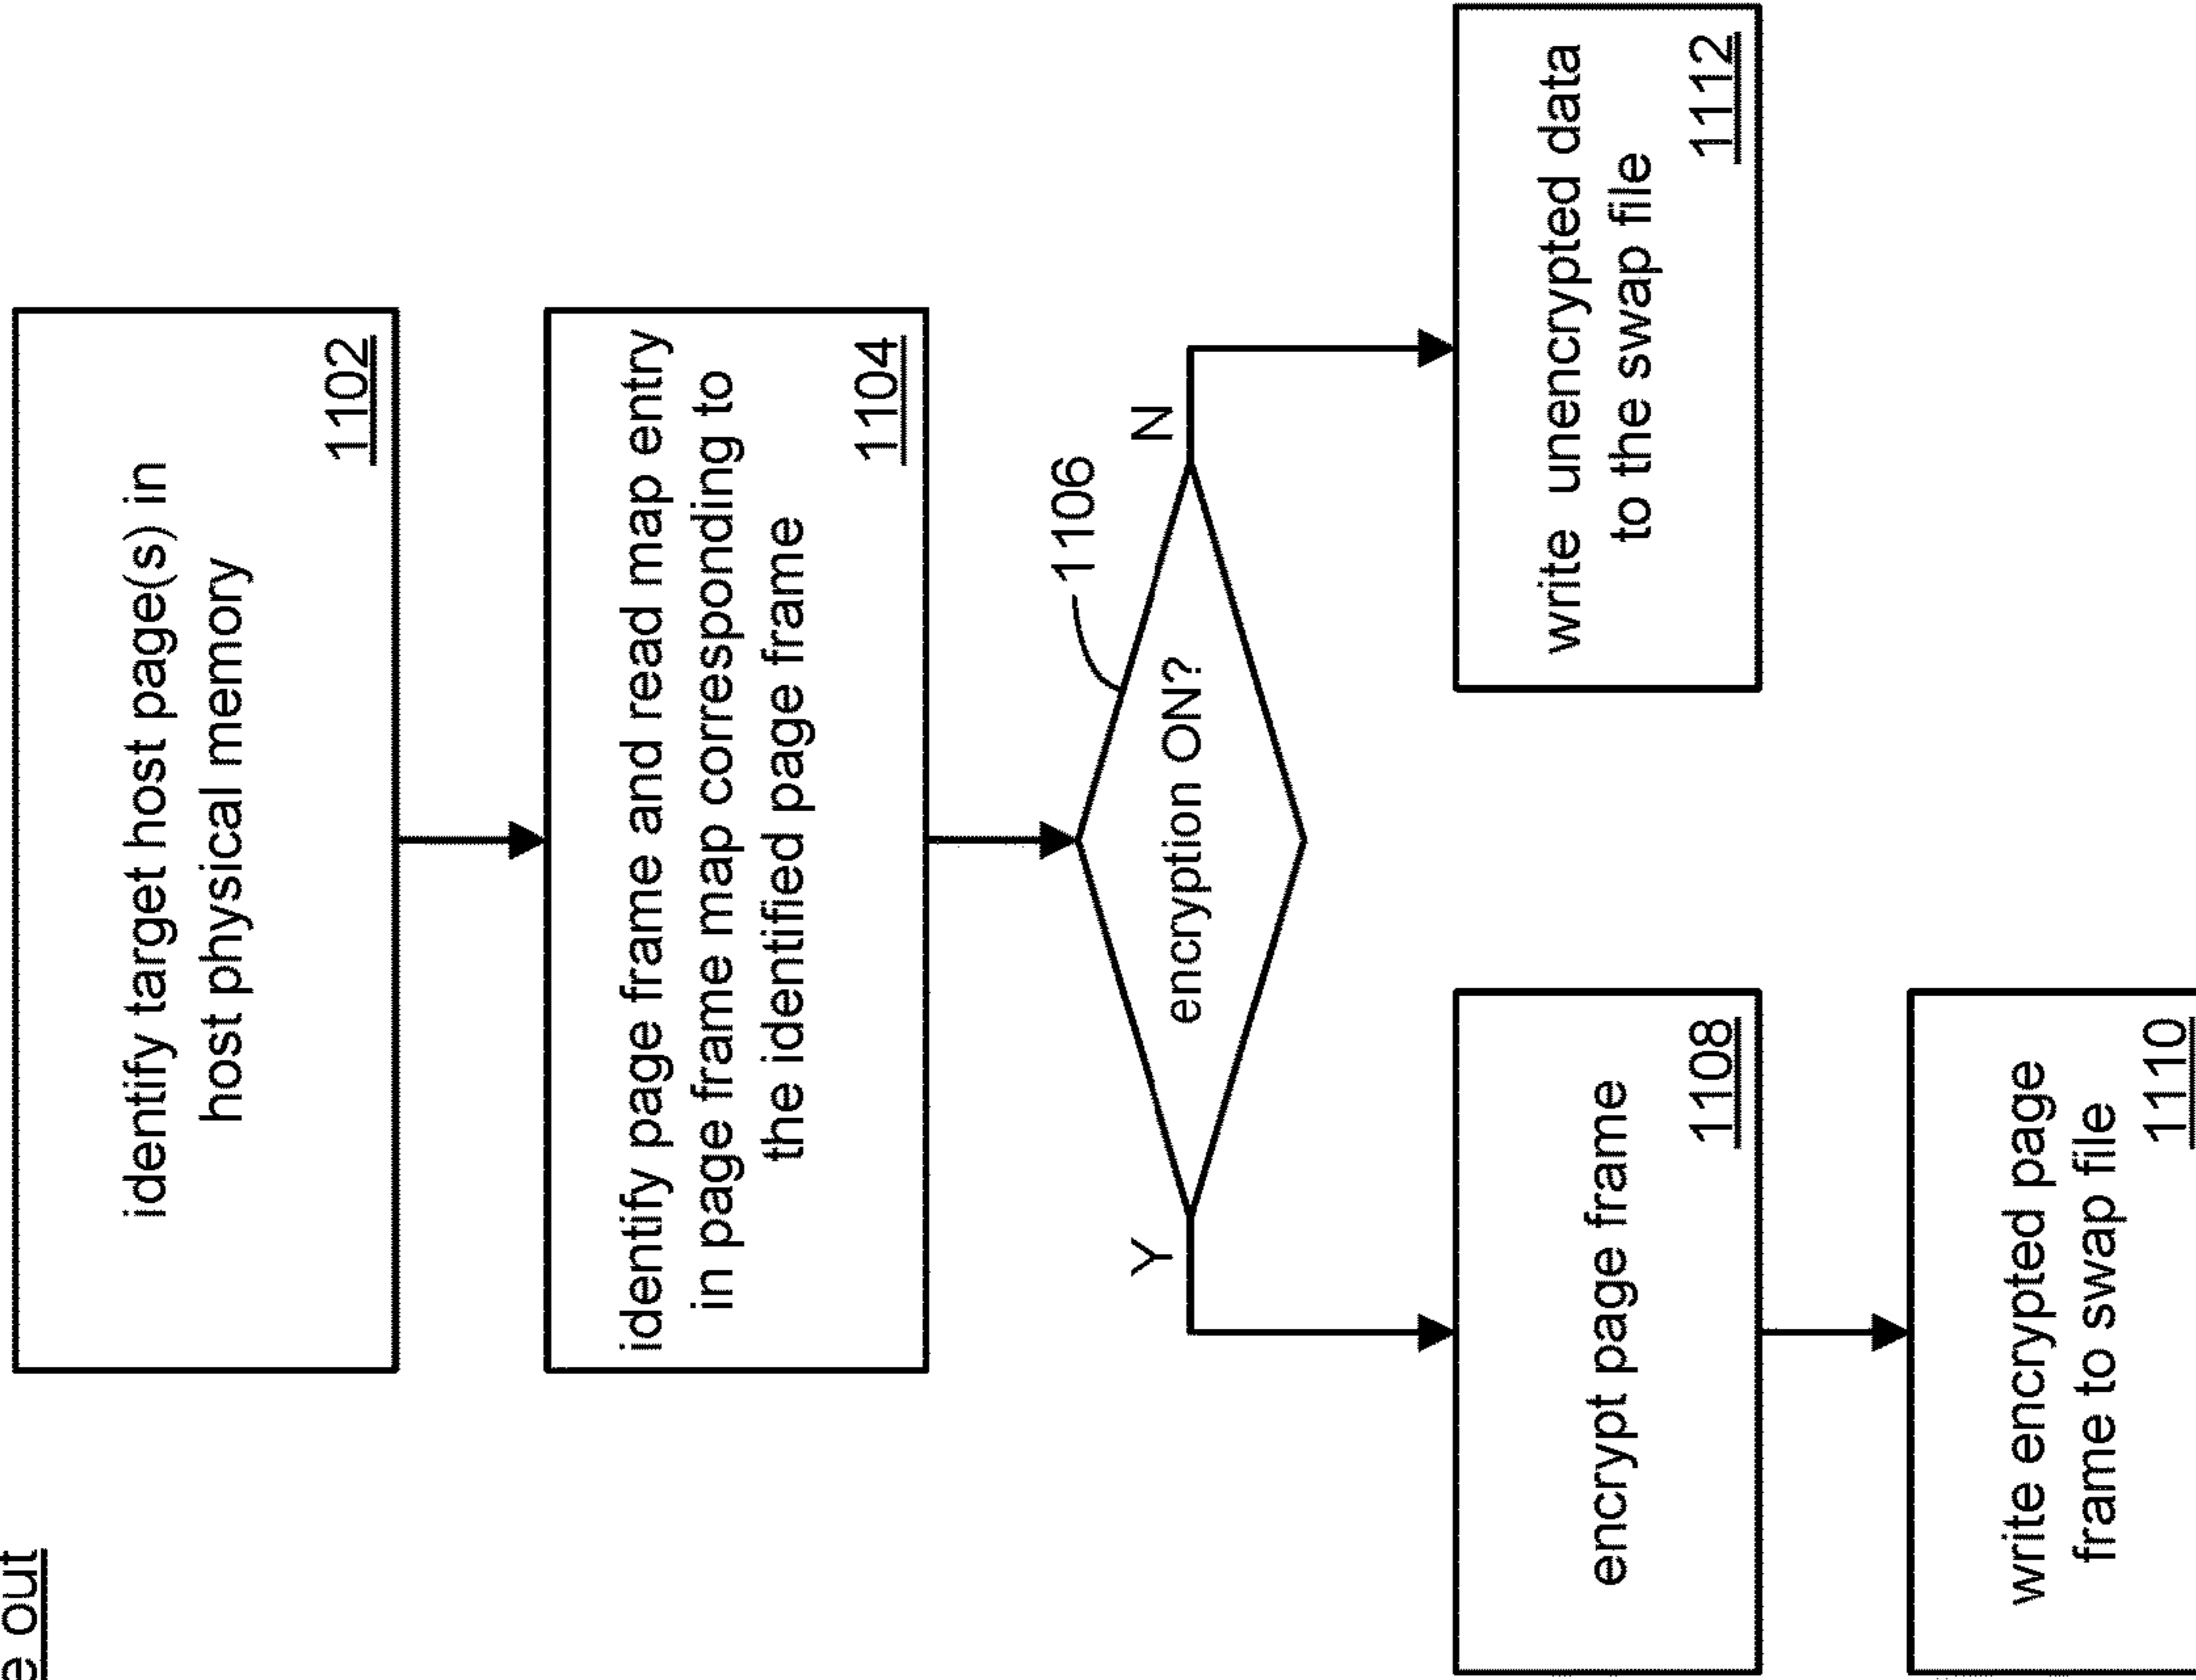 e out
identify target host page(s) in
host physical memory
1102
identify page frame and read map entry
in page frame map corresponding to
the identified page frame
1104
1106
encryption ON?
Y
N
encrypt page frame
1108
write unencrypted data
to the swap file
1112
write encrypted page
frame to swap file
1110